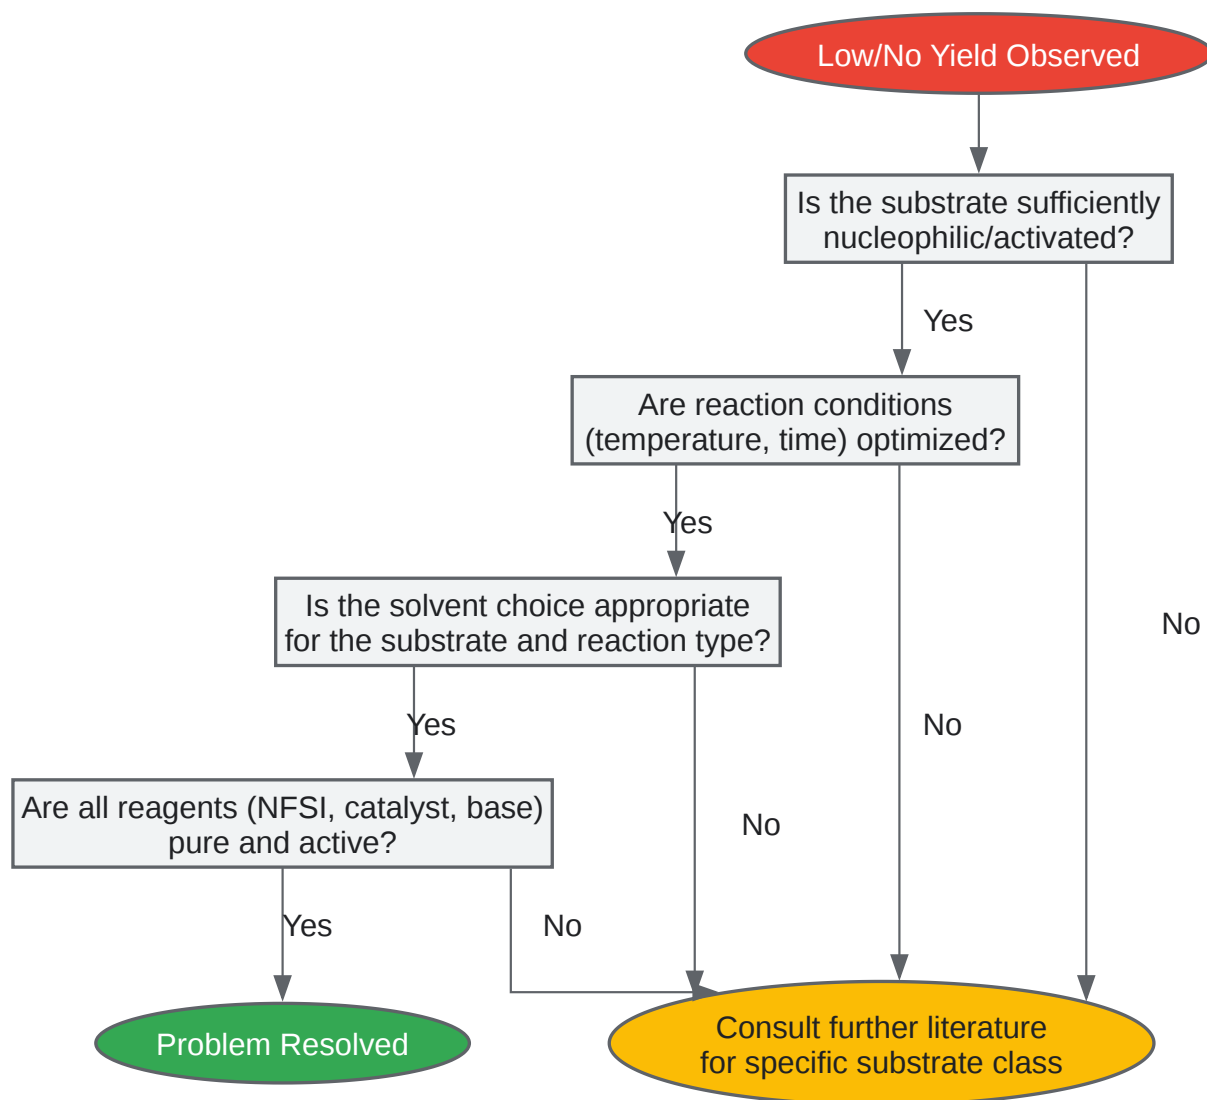 Low/No Yield Observed
Is the substrate sufficiently
nucleophilic/activated?
Yes
Are reaction conditions
(temperature, time) optimized?
Yes
Is the solvent choice appropriate
for the substrate and reaction type?
No
Yes
No
Are all reagents (NFSI, catalyst, base)
pure and active?
No
Yes
No
Problem Resolved
Consult further literature
for specific substrate class